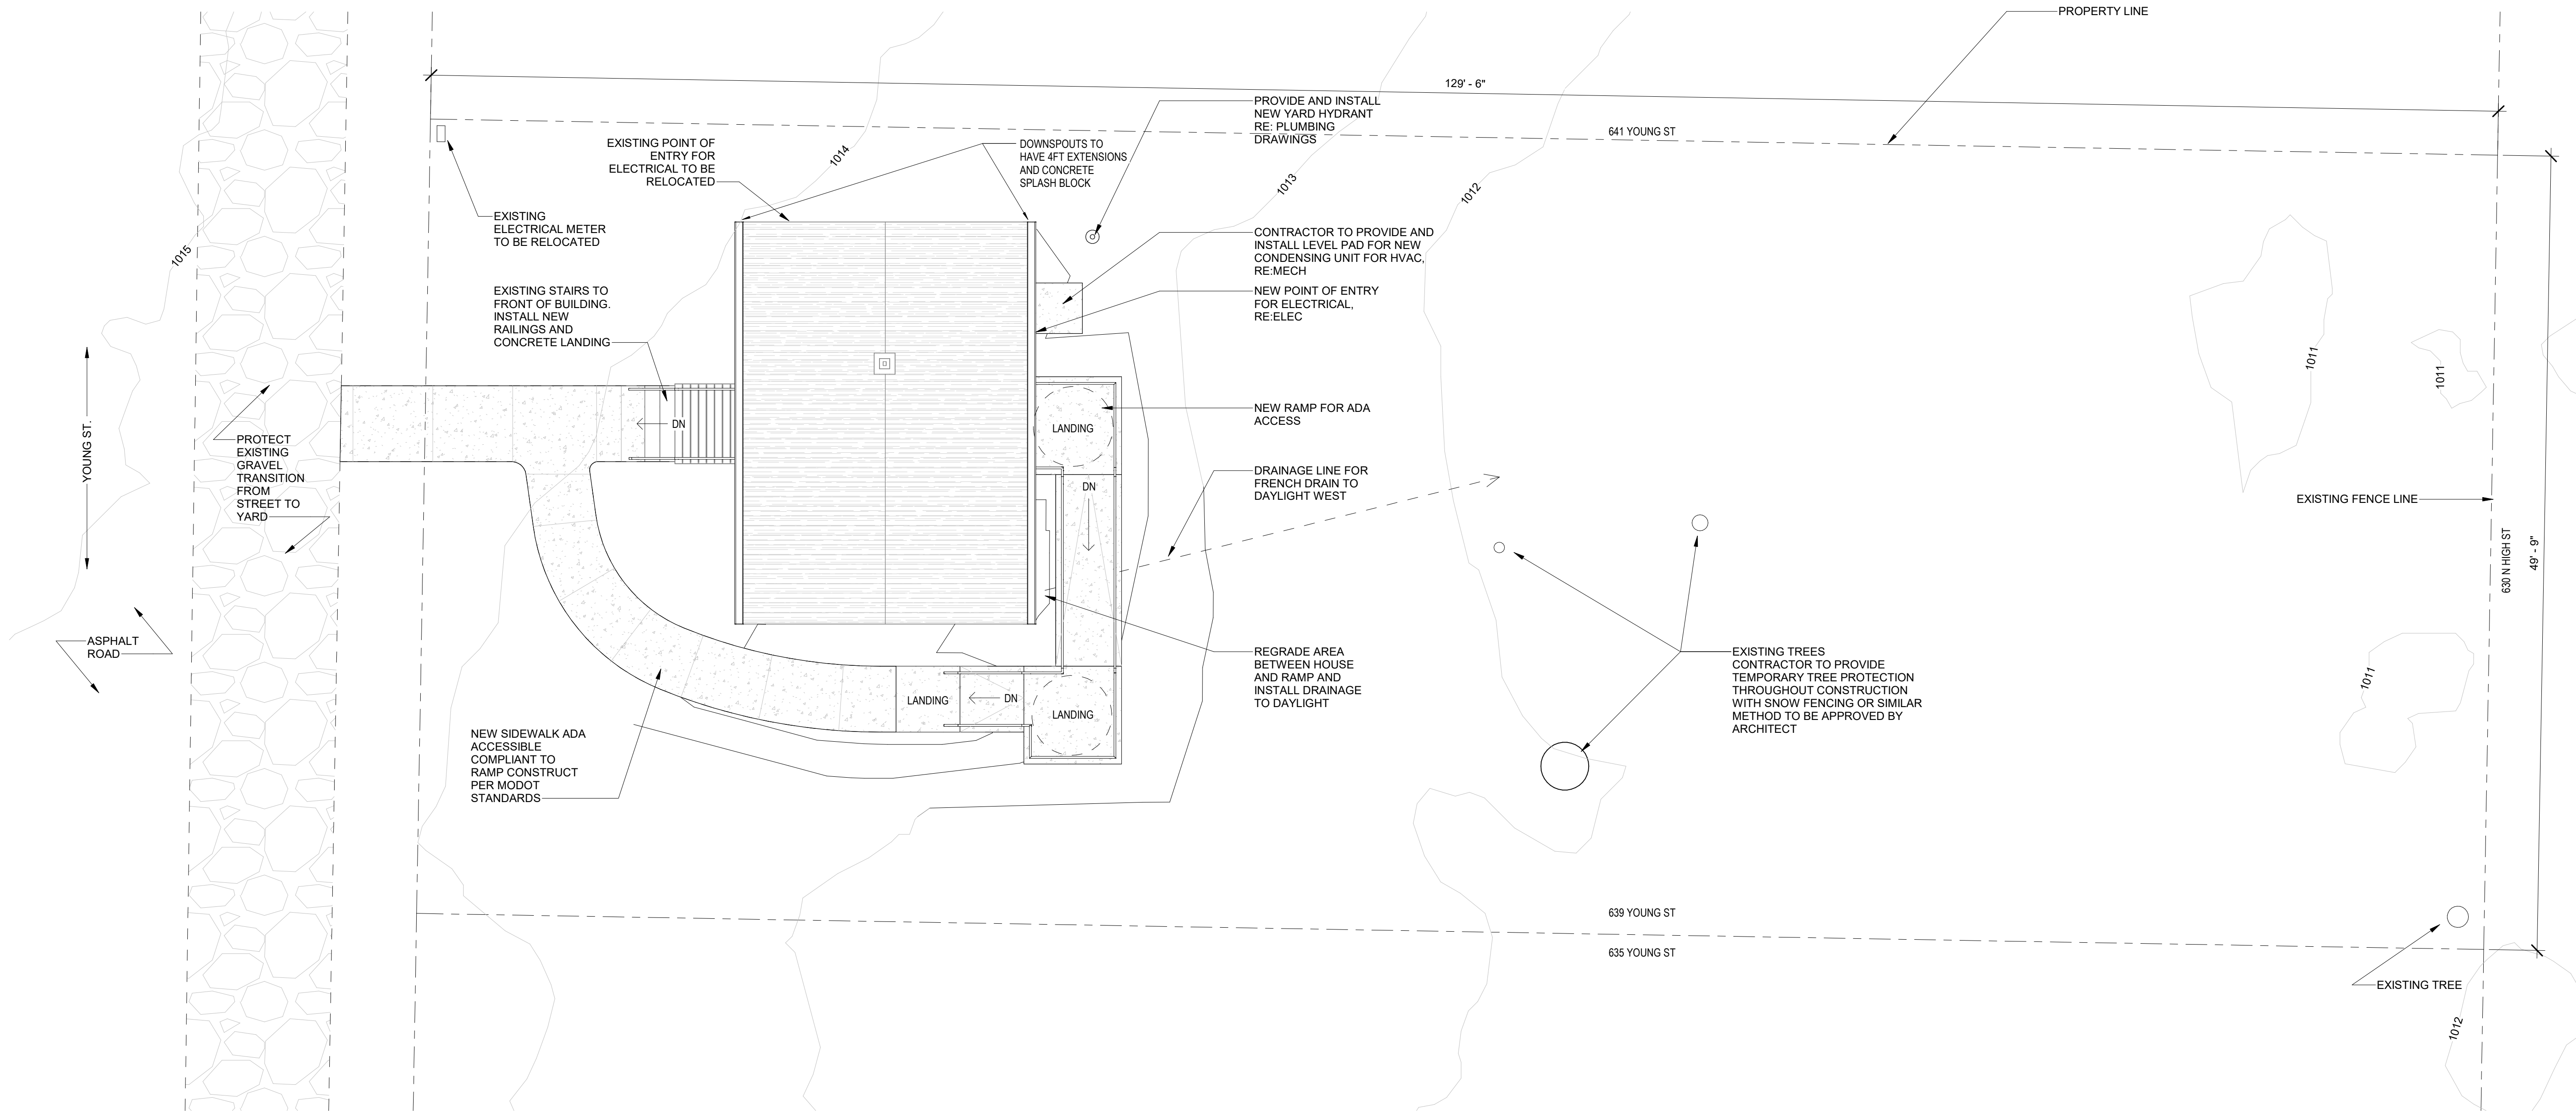 PROPERTY LINE
129' - 6"
PROVIDE AND INSTALL
NEW YARD HYDRANT
RE: PLUMBING
DRAWINGS
641 YOUNG ST
EXISTING POINT OF
ENTRY FOR
ELECTRICAL TO BE
RELOCATED
DOWNSPOUTS TO
HAVE 4FT EXTENSIONS
AND CONCRETE
SPLASH BLOCK
1014
1013
1012
EXISTING
ELECTRICAL METER
TO BE RELOCATED
1015
CONTRACTOR TO PROVIDE AND
INSTALL LEVEL PAD FOR NEW
CONDENSING UNIT FOR HVAC,
RE:MECH
EXISTING STAIRS TO
FRONT OF BUILDING.
INSTALL NEW
RAILINGS AND
CONCRETE LANDING
NEW POINT OF ENTRY
FOR ELECTRICAL,
RE:ELEC
1011
1011
NEW RAMP FOR ADA
ACCESS
LANDING
DN
YOUNG ST.
PROTECT
EXISTING
GRAVEL
TRANSITION
FROM
STREET TO
YARD
DRAINAGE LINE FOR
FRENCH DRAIN TO
DAYLIGHT WEST
DN
EXISTING FENCE LINE
630 N HIGH ST
49' - 9"
ASPHALT
ROAD
REGRADE AREA
BETWEEN HOUSE
AND RAMP AND
INSTALL DRAINAGE
TO DAYLIGHT
EXISTING TREES
CONTRACTOR TO PROVIDE
TEMPORARY TREE PROTECTION
THROUGHOUT CONSTRUCTION
WITH SNOW FENCING OR SIMILAR
METHOD TO BE APPROVED BY
ARCHITECT
1011
LANDING
DN
LANDING
NEW SIDEWALK ADA
ACCESSIBLE
COMPLIANT TO
RAMP CONSTRUCT
PER MODOT
STANDARDS
639 YOUNG ST
635 YOUNG ST
EXISTING TREE
1012